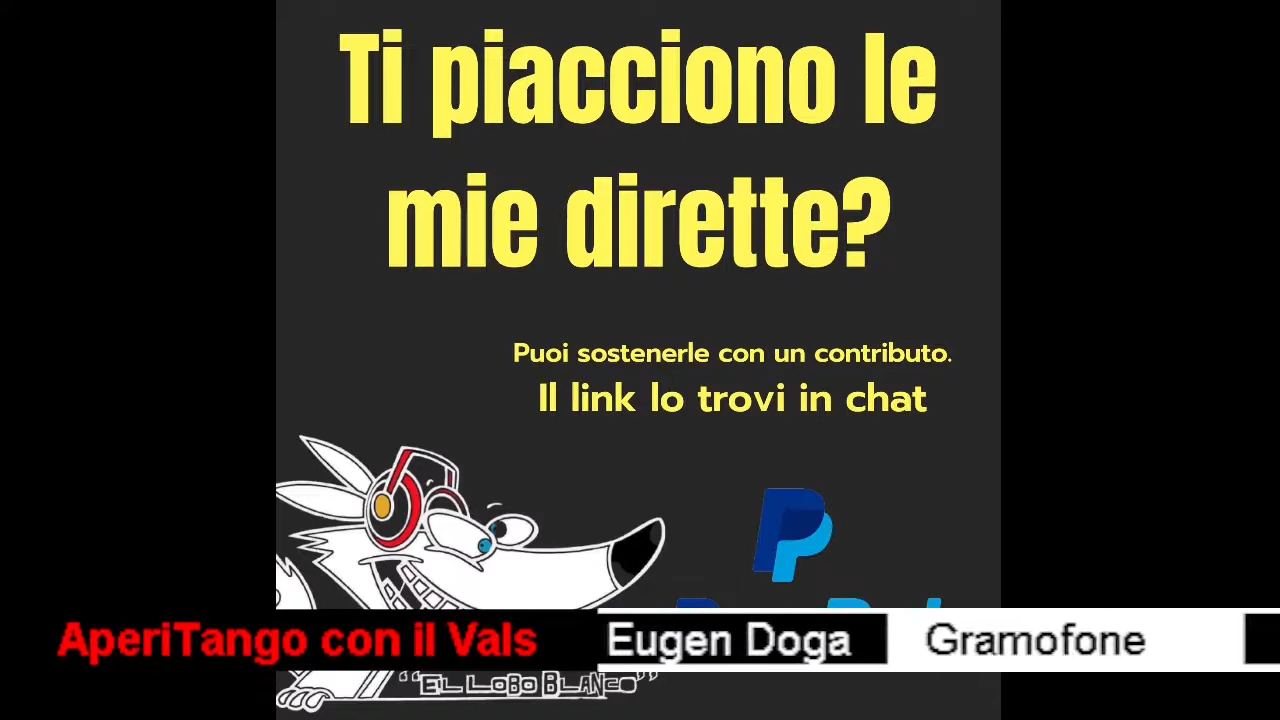 Ti piacciono le
mie dirette?
Puoi sostenerle con un contributo.
Il link lo trovi in chat
AperiTango con il Vals
Eugen Doga
Gramofone
"EL LOBO BLANCO"